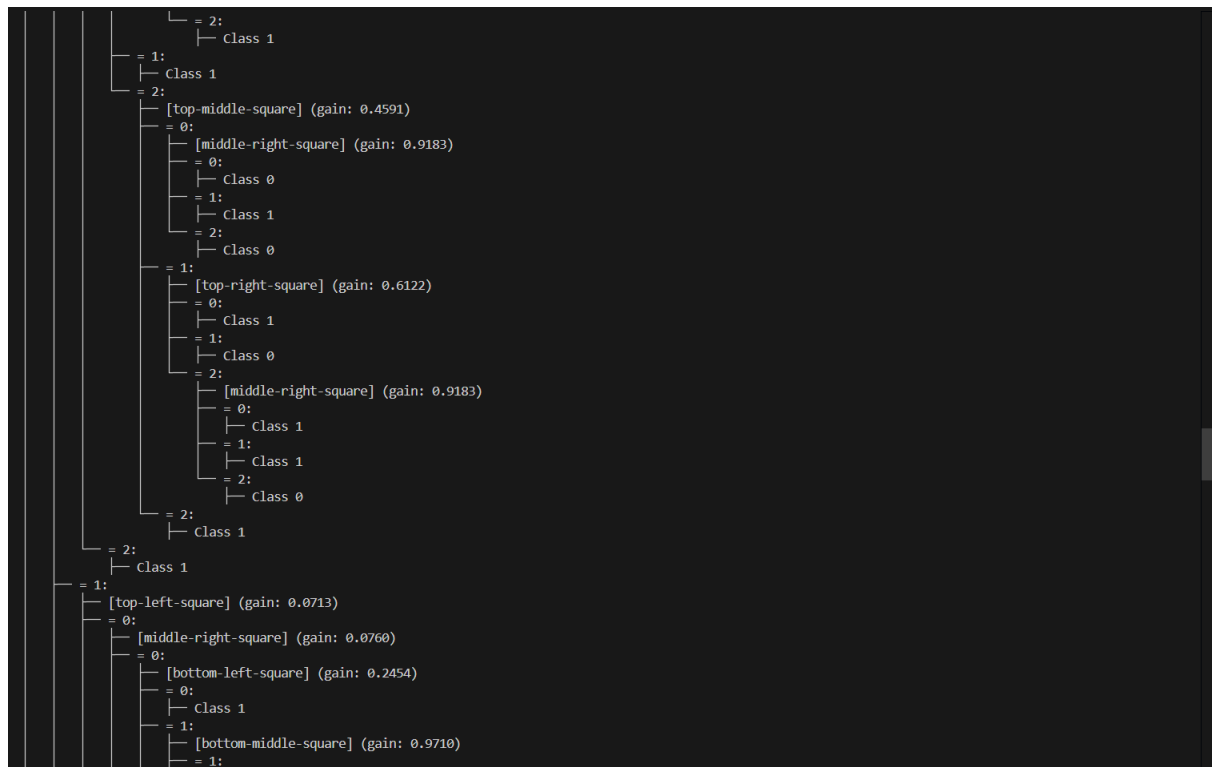 │   │   │   │       └── = 2:
│   │   │   │           ├── Class 1
│   │   │   ├── = 1:
│   │   │   │   ├── Class 1
│   │   │   └── = 2:
│   │   │       ├── [top-middle-square] (gain: 0.4591)
│   │   │       ├── = 0:
│   │   │       │   ├── [middle-right-square] (gain: 0.9183)
│   │   │       │   ├── = 0:
│   │   │       │   │   ├── Class 0
│   │   │       │   ├── = 1:
│   │   │       │   │   ├── Class 1
│   │   │       │   └── = 2:
│   │   │       │       ├── Class 0
│   │   │       ├── = 1:
│   │   │       │   ├── [top-right-square] (gain: 0.6122)
│   │   │       │   ├── = 0:
│   │   │       │   │   ├── Class 1
│   │   │       │   ├── = 1:
│   │   │       │   │   ├── Class 0
│   │   │       │   └── = 2:
│   │   │       │       ├── [middle-right-square] (gain: 0.9183)
│   │   │       │       ├── = 0:
│   │   │       │       │   ├── Class 1
│   │   │       │       ├── = 1:
│   │   │       │       │   ├── Class 1
│   │   │       │       └── = 2:
│   │   │       │           ├── Class 0
│   │   │       └── = 2:
│   │   │           ├── Class 1
│   │   └── = 2:
│   │       ├── Class 1
│   ├── = 1:
│   │   ├── [top-left-square] (gain: 0.0713)
│   │   ├── = 0:
│   │   │   ├── [middle-right-square] (gain: 0.0760)
│   │   │   ├── = 0:
│   │   │   │   ├── [bottom-left-square] (gain: 0.2454)
│   │   │   │   ├── = 0:
│   │   │   │   │   ├── Class 1
│   │   │   │   ├── = 1:
│   │   │   │   │   ├── [bottom-middle-square] (gain: 0.9710)
│   │   │   │   │   ├── = 1: